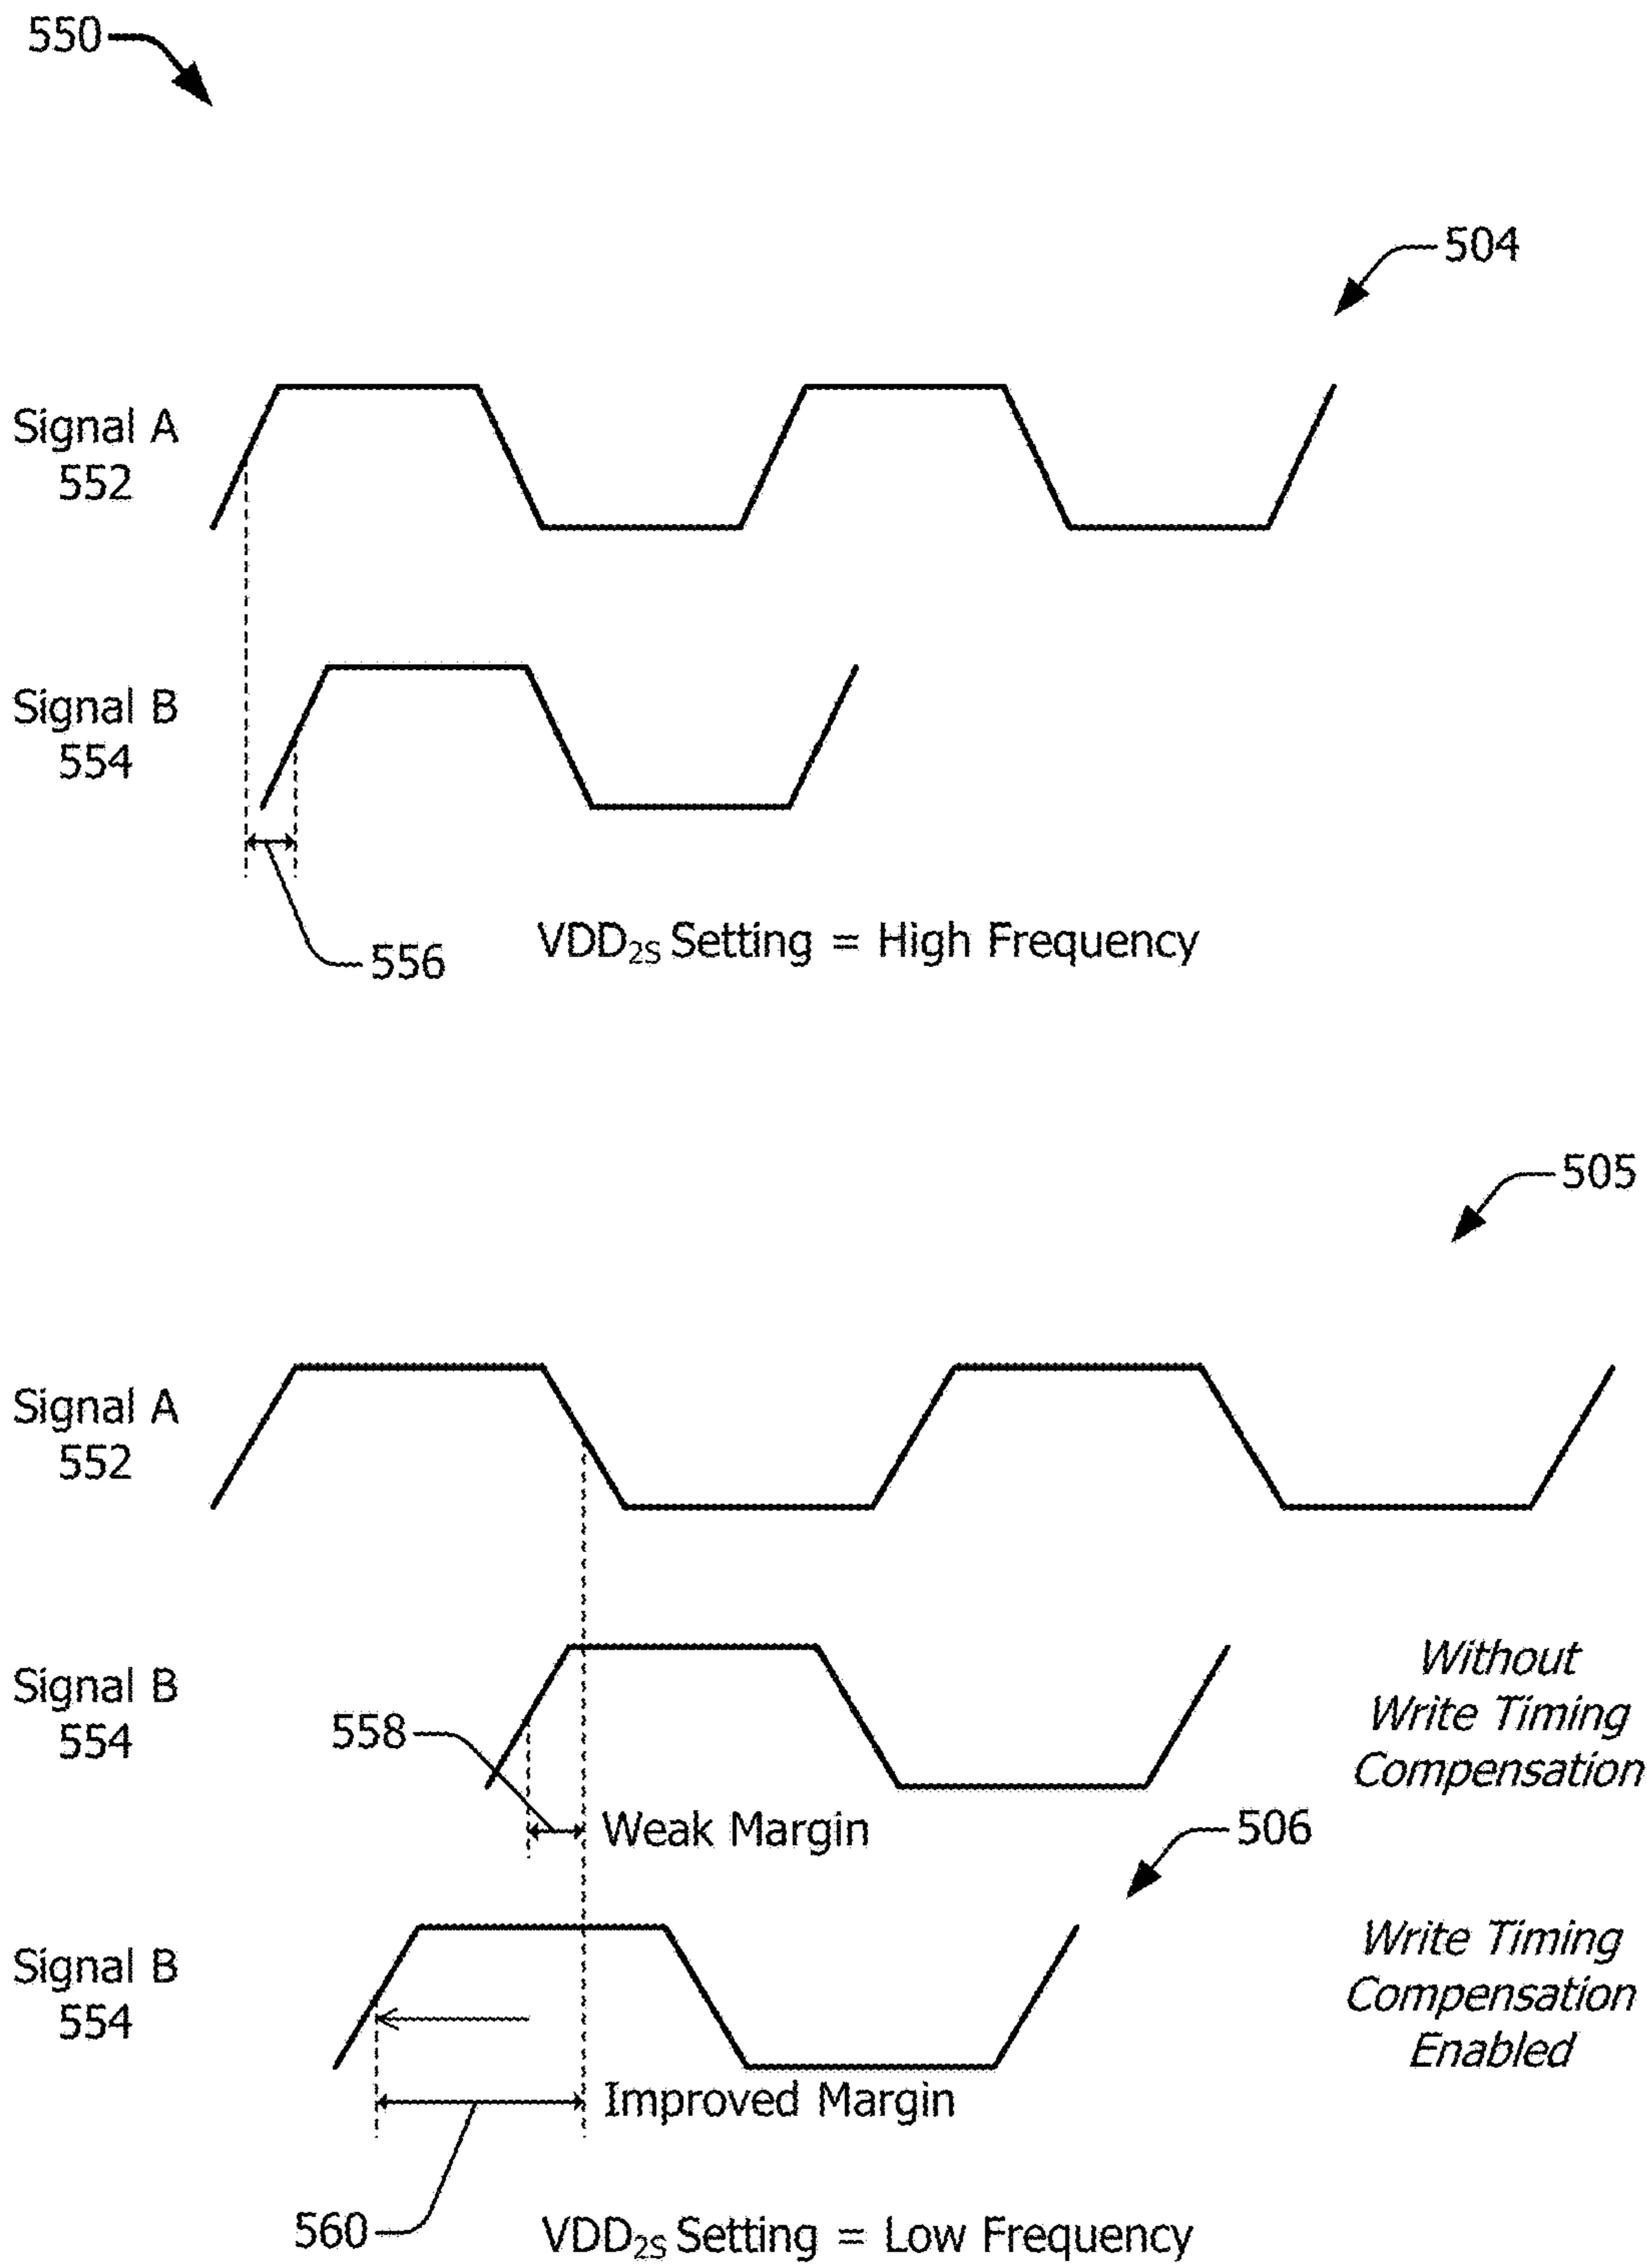 550
504
Signal A
552
Signal B
554
556
VDD2S Setting = High Frequency
505
Signal A
552
Signal B
554
Without
Write Timing
Compensation
558
Weak Margin
506
Signal B
554
Write Timing
Compensation
Enabled
Improved Margin
560
VDD2S Setting = Low Frequency